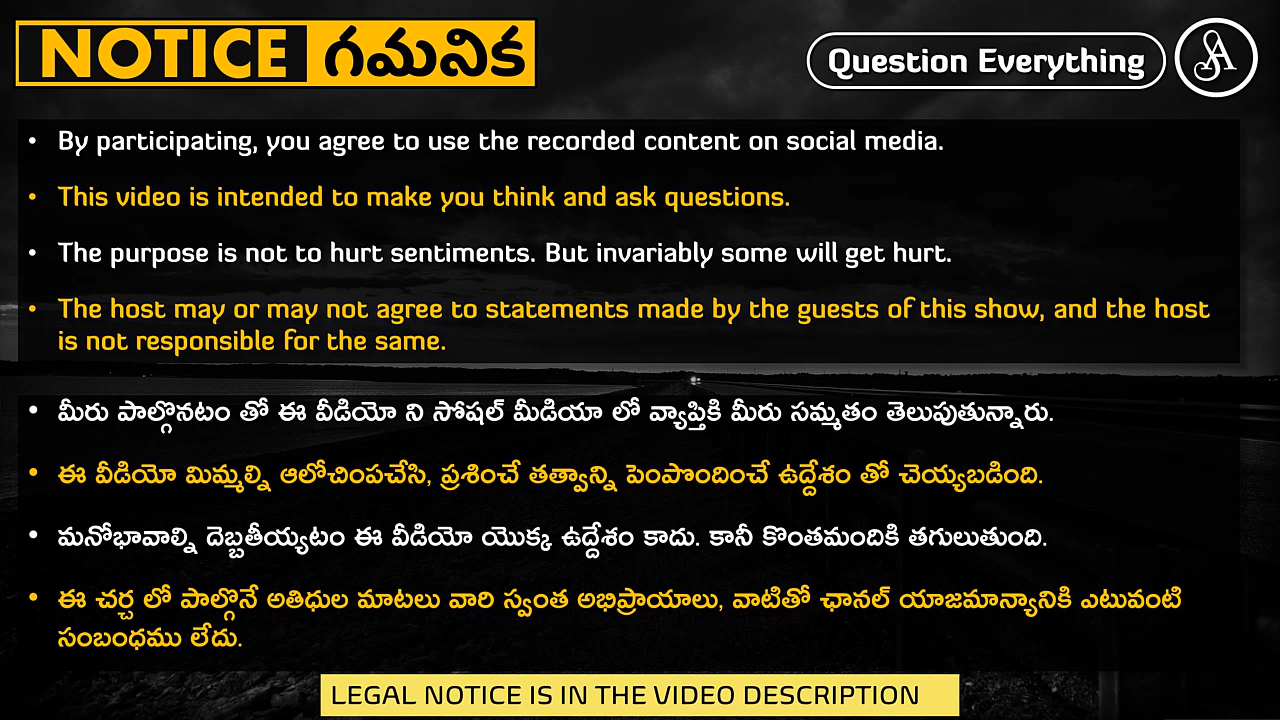 NOTICE గమనిక
Question Everything
• By participating, you agree to use the recorded content on social media.
• This video is intended to make you think and ask questions.
• The purpose is not to hurt sentiments. But invariably some will get hurt.
• The host may or may not agree to statements made by the guests of this show, and the host
is not responsible for the same.
• మీరు పాల్గొనటం తో ఈ వీడియో ని సోషల్ మీడియా లో వ్యాప్తికి మీరు సమ్మతం తెలుపుతున్నారు.
• ఈ వీడియో మిమ్మల్ని ఆలోచింపచేసి, ప్రశించే తత్వాన్ని పెంపొందించే ఉద్దేశం తో చెయ్యబడింది.
• మనోభావాల్ని దెబ్బతీయ్యటం ఈ వీడియో యొక్క ఉద్దేశం కాదు. కానీ కొంతమందికి తగులుతుంది.
• ఈ చర్చ లో పాల్గొనే అతిధుల మాటలు వారి స్వంత అభిప్రాయాలు, వాటితో ఛానల్ యాజమాన్యానికి ఎటువంటి
సంబంధము లేదు.
LEGAL NOTICE IS IN THE VIDEO DESCRIPTION